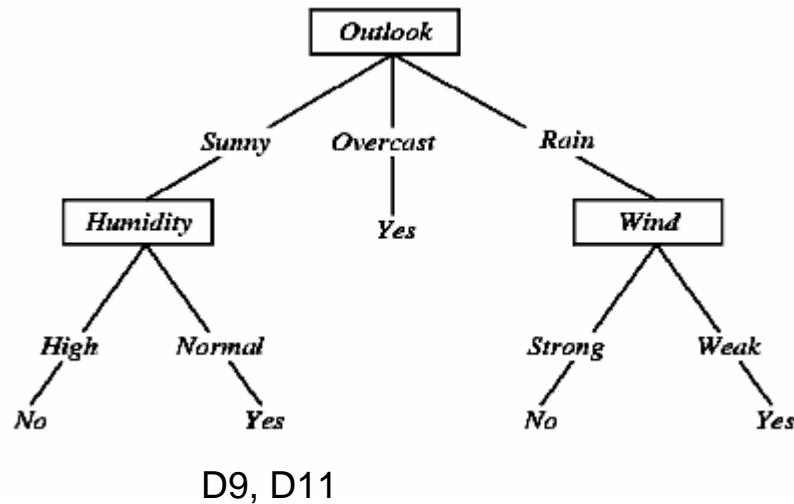 Outlook
Sunny Overcast Rain
Humidity Yes Wind
High Normal Strong Weak
No Yes No Yes
D9, D11